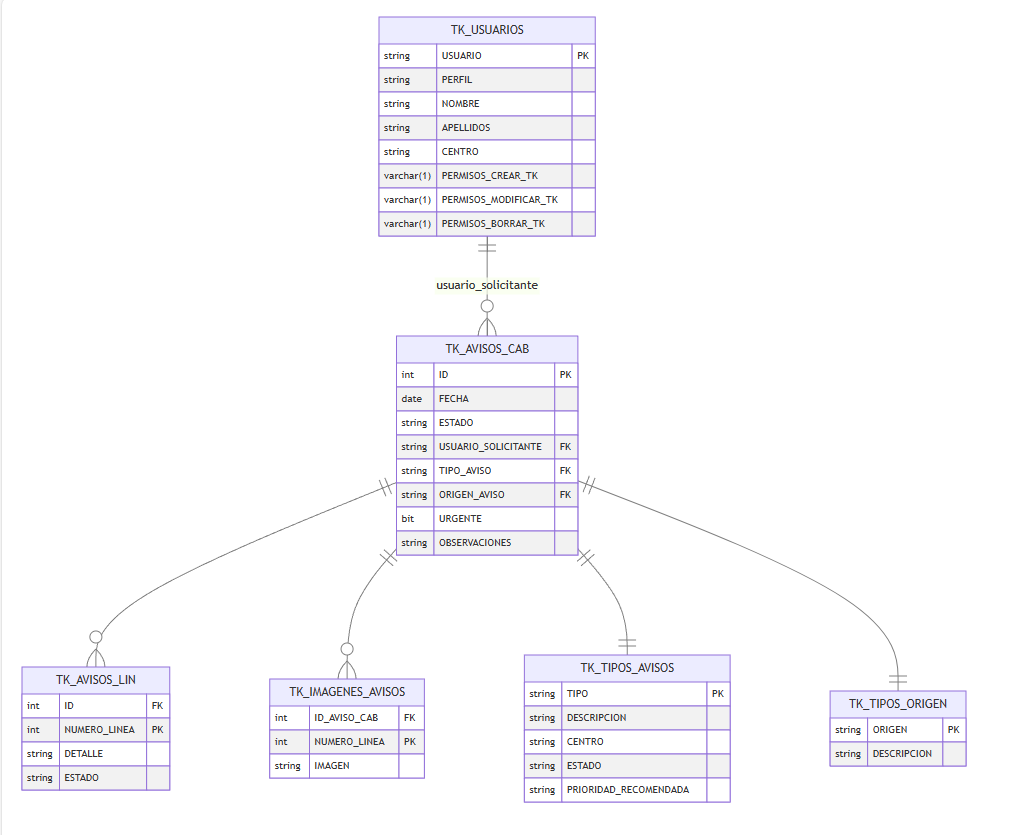 TK_USUARIOS
string USUARIO PK
string PERFIL
string NOMBRE
string APELLIDOS
string CENTRO
varchar(1) PERMISOS_CREAR_TK
varchar(1) PERMISOS_MODIFICAR_TK
varchar(1) PERMISOS_BORRAR_TK
usuario_solicitante
TK_AVISOS_CAB
int ID PK
date FECHA
string ESTADO
string USUARIO_SOLICITANTE FK
string TIPO_AVISO FK
string ORIGEN_AVISO FK
bit URGENTE
string OBSERVACIONES
TK_AVISOS_LIN
int ID FK
int NUMERO_LINEA PK
string DETALLE
string ESTADO
TK_IMAGENES_AVISOS
int ID_AVISO_CAB FK
int NUMERO_LINEA PK
string IMAGEN
TK_TIPOS_AVISOS
string TIPO PK
string DESCRIPCION
string CENTRO
string ESTADO
string PRIORIDAD_RECOMENDADA
TK_TIPOS_ORIGEN
string ORIGEN PK
string DESCRIPCION